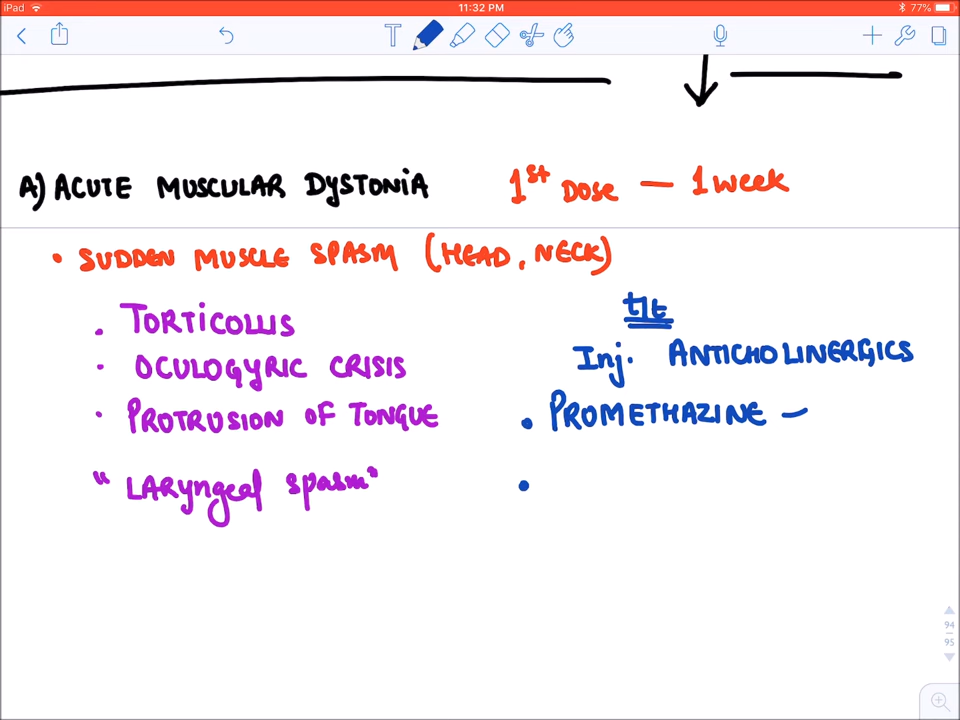 iPad 11:32 PM 77%
T
A) ACUTE MUSCULAR DYSTONIA 1st DOSE — 1 week
• SUDDEN MUSCLE SPASM (HEAD, NECK)
• TORTICOLLIS
• OCULOGYRIC CRISIS
• PROTRUSION OF TONGUE
"LARyngeal spasm"
tlt
Inj. ANTICHOLINERGICS
• PROMETHAZINE —
•
94
95